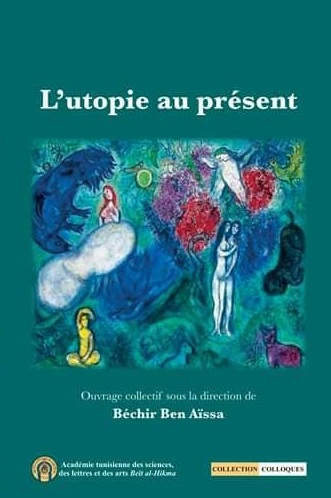 L'utopie au présent
Ouvrage collectif sous la direction de
Béchir Ben Aïssa
Académie tunisienne des sciences,
des lettres et des arts Beït al-Hikma
COLLECTION COLLOQUES